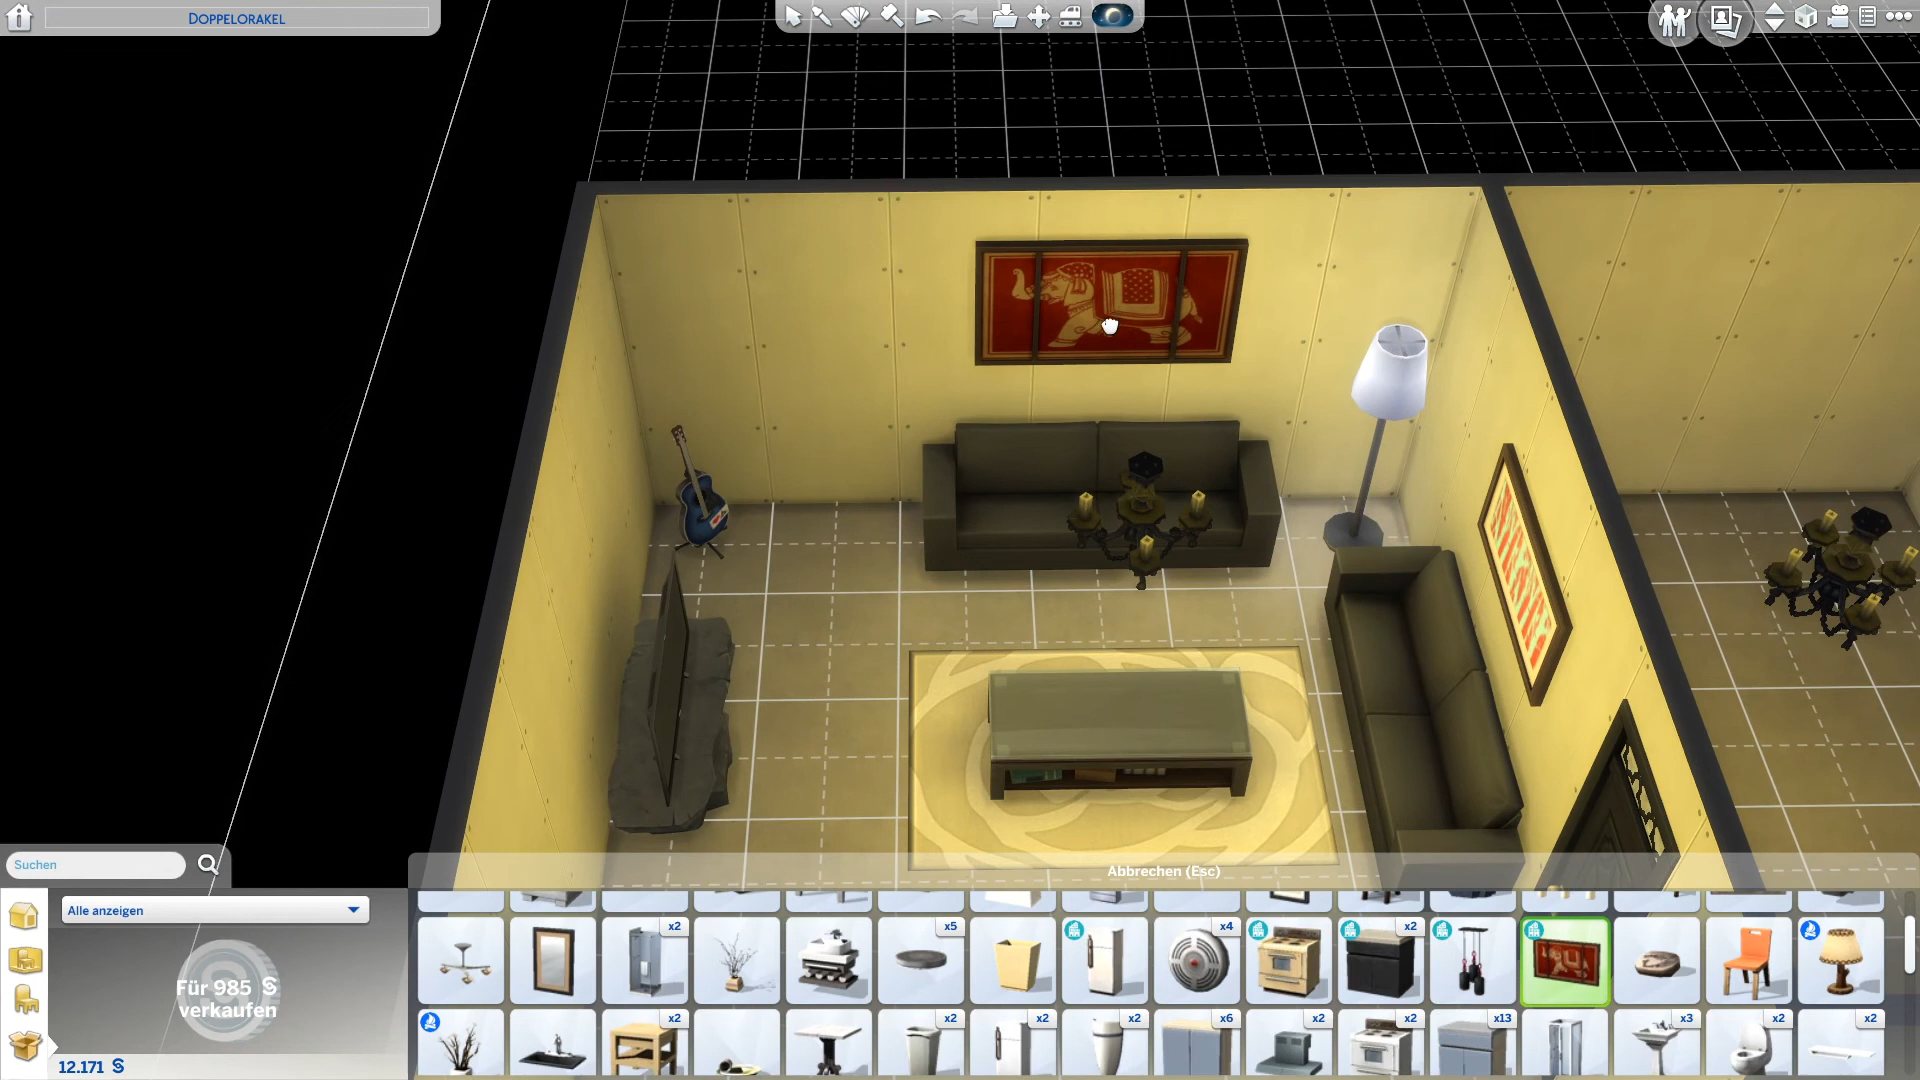 DOPPELORAKEL
Abbrechen (Esc)
Suchen
Alle anzeigen
Für 985 S
verkaufen
12.171 S
x2
x5
x4
x2
x2
x2
x2
x2
x6
x2
x2
x13
x3
x2
x2